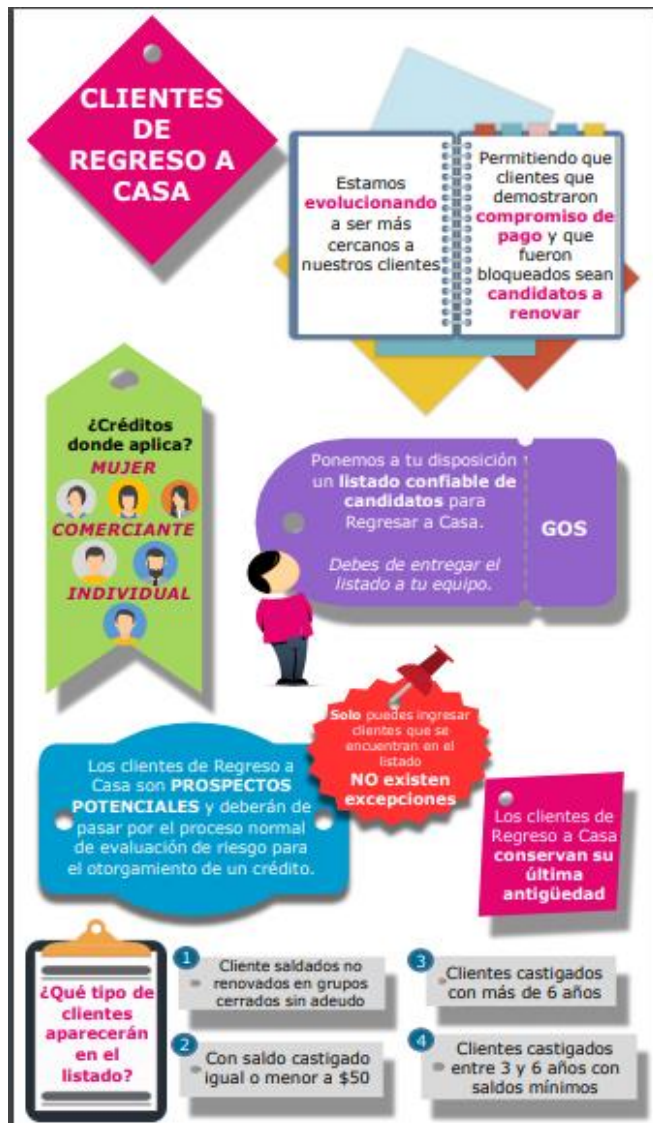 CLIENTES
DE
REGRESO A
CASA
Estamos
evolucionando
a ser más
cercanos a
nuestros clientes
Permitiendo que
clientes que
demostraron
compromiso de
pago y que
fueron
bloqueados sean
candidatos a
renovar
¿Créditos
donde aplica?
MUJER
COMERCIANTE
INDIVIDUAL
Ponemos a tu disposición
un listado confiable de
candidatos para
Regresar a Casa.
Debes de entregar el
listado a tu equipo.
GOS
Solo puedes ingresar
clientes que se
encuentran en el
listado
NO existen
excepciones
Los clientes de Regreso a
Casa son PROSPECTOS
POTENCIALES y deberán de
pasar por el proceso normal
de evaluación de riesgo para
el otorgamiento de un crédito.
Los clientes de
Regreso a Casa
conservan su
última
antigüedad
¿Qué tipo de
clientes
aparecerán
en el
listado?
1
Cliente saldados no
renovados en grupos
cerrados sin adeudo
2
Con saldo castigado
igual o menor a $50
3
Clientes castigados
con más de 6 años
4
Clientes castigados
entre 3 y 6 años con
saldos mínimos